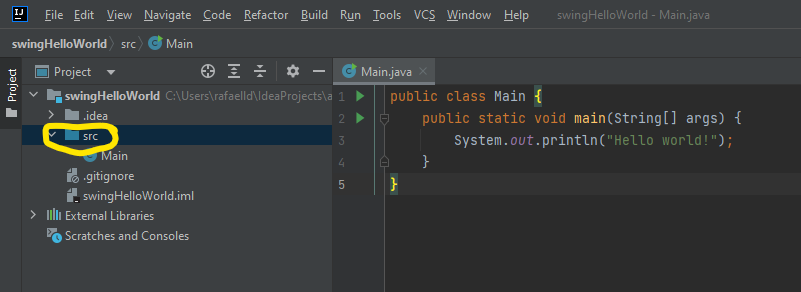 IJ File Edit View Navigate Code Refactor Build Run Tools VCS Window Help swingHelloWorld - Main.java
swingHelloWorld src Main
Project
Project
swingHelloWorld C:\Users\rafaelld\IdeaProjects\a
.idea
src
Main
.gitignore
swingHelloWorld.iml
External Libraries
Scratches and Consoles
Main.java
1 public class Main {
2 public static void main(String[] args) {
3 System.out.println("Hello world!");
4 }
5 }